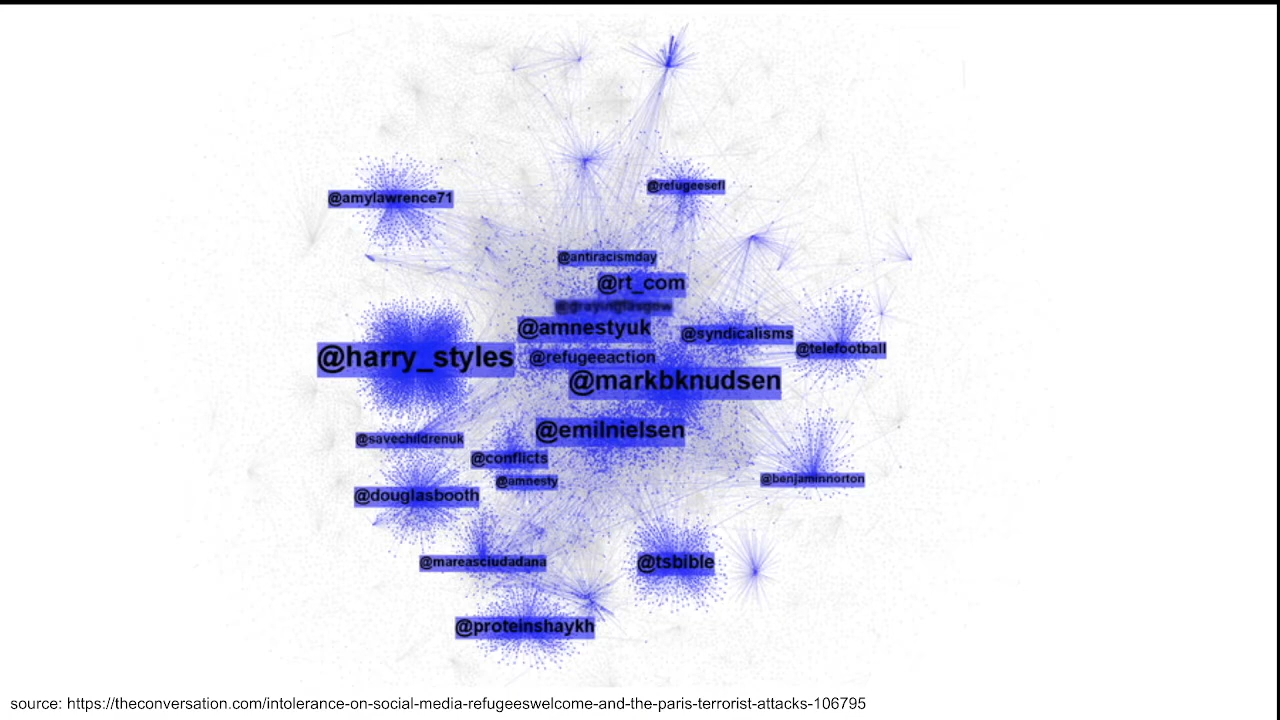 @amylawrence71
@refugeesefl
@antiracismday
@rt_com
@amnestyuk
@syndicalisms
@telefootball
@harry_styles
@refugeeaction
@markbknudsen
@emilnielsen
@savechildrenuk
@conflicts
@benjaminnorton
@amnesty
@douglasbooth
@mareasciudadana
@tsbible
@proteinshaykh
source: https://theconversation.com/intolerance-on-social-media-refugeeswelcome-and-the-paris-terrorist-attacks-106795